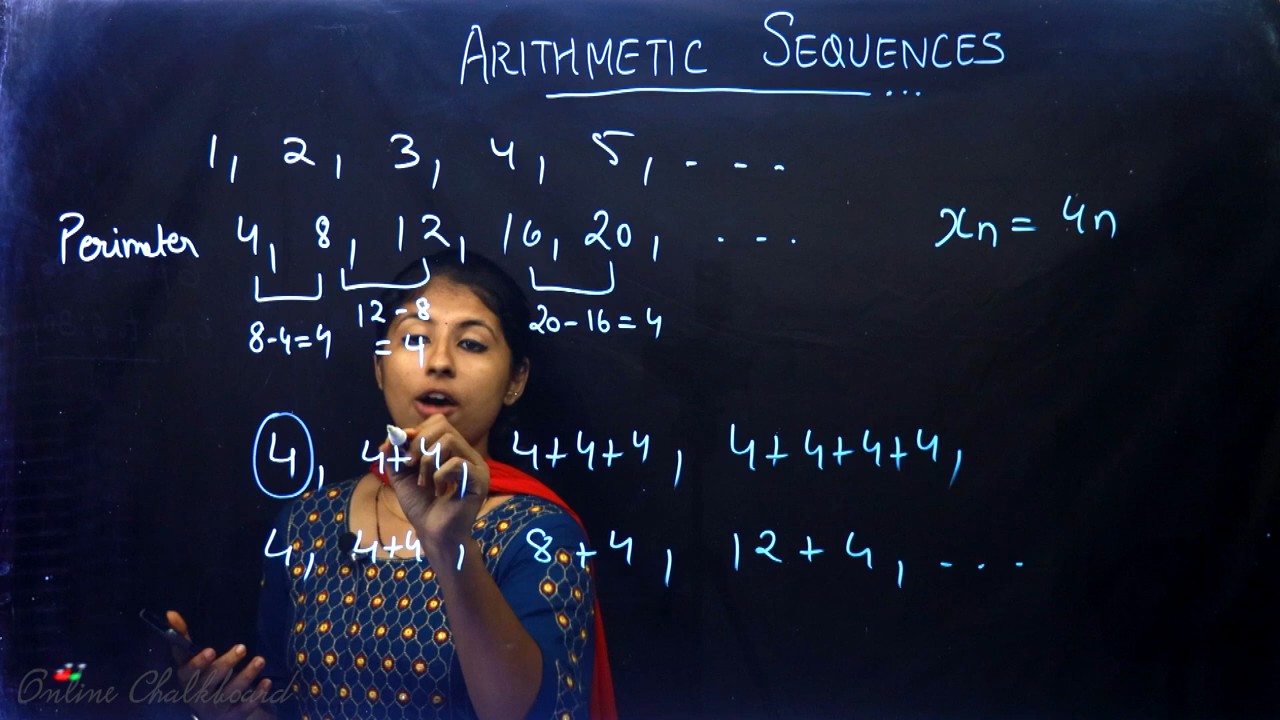 ARITHMETIC SEQUENCES ...
1, 2, 3, 4, 5, - - -
Perimeter 4, 8, 12, 16, 20, - - - xn = 4n
8-4=4 12-8 = 4 20-16=4
4, 4+4, 4+4+4, 4+4+4+4,
4, 4+4, 8+4, 12+4, - - -
Online Chalkboard